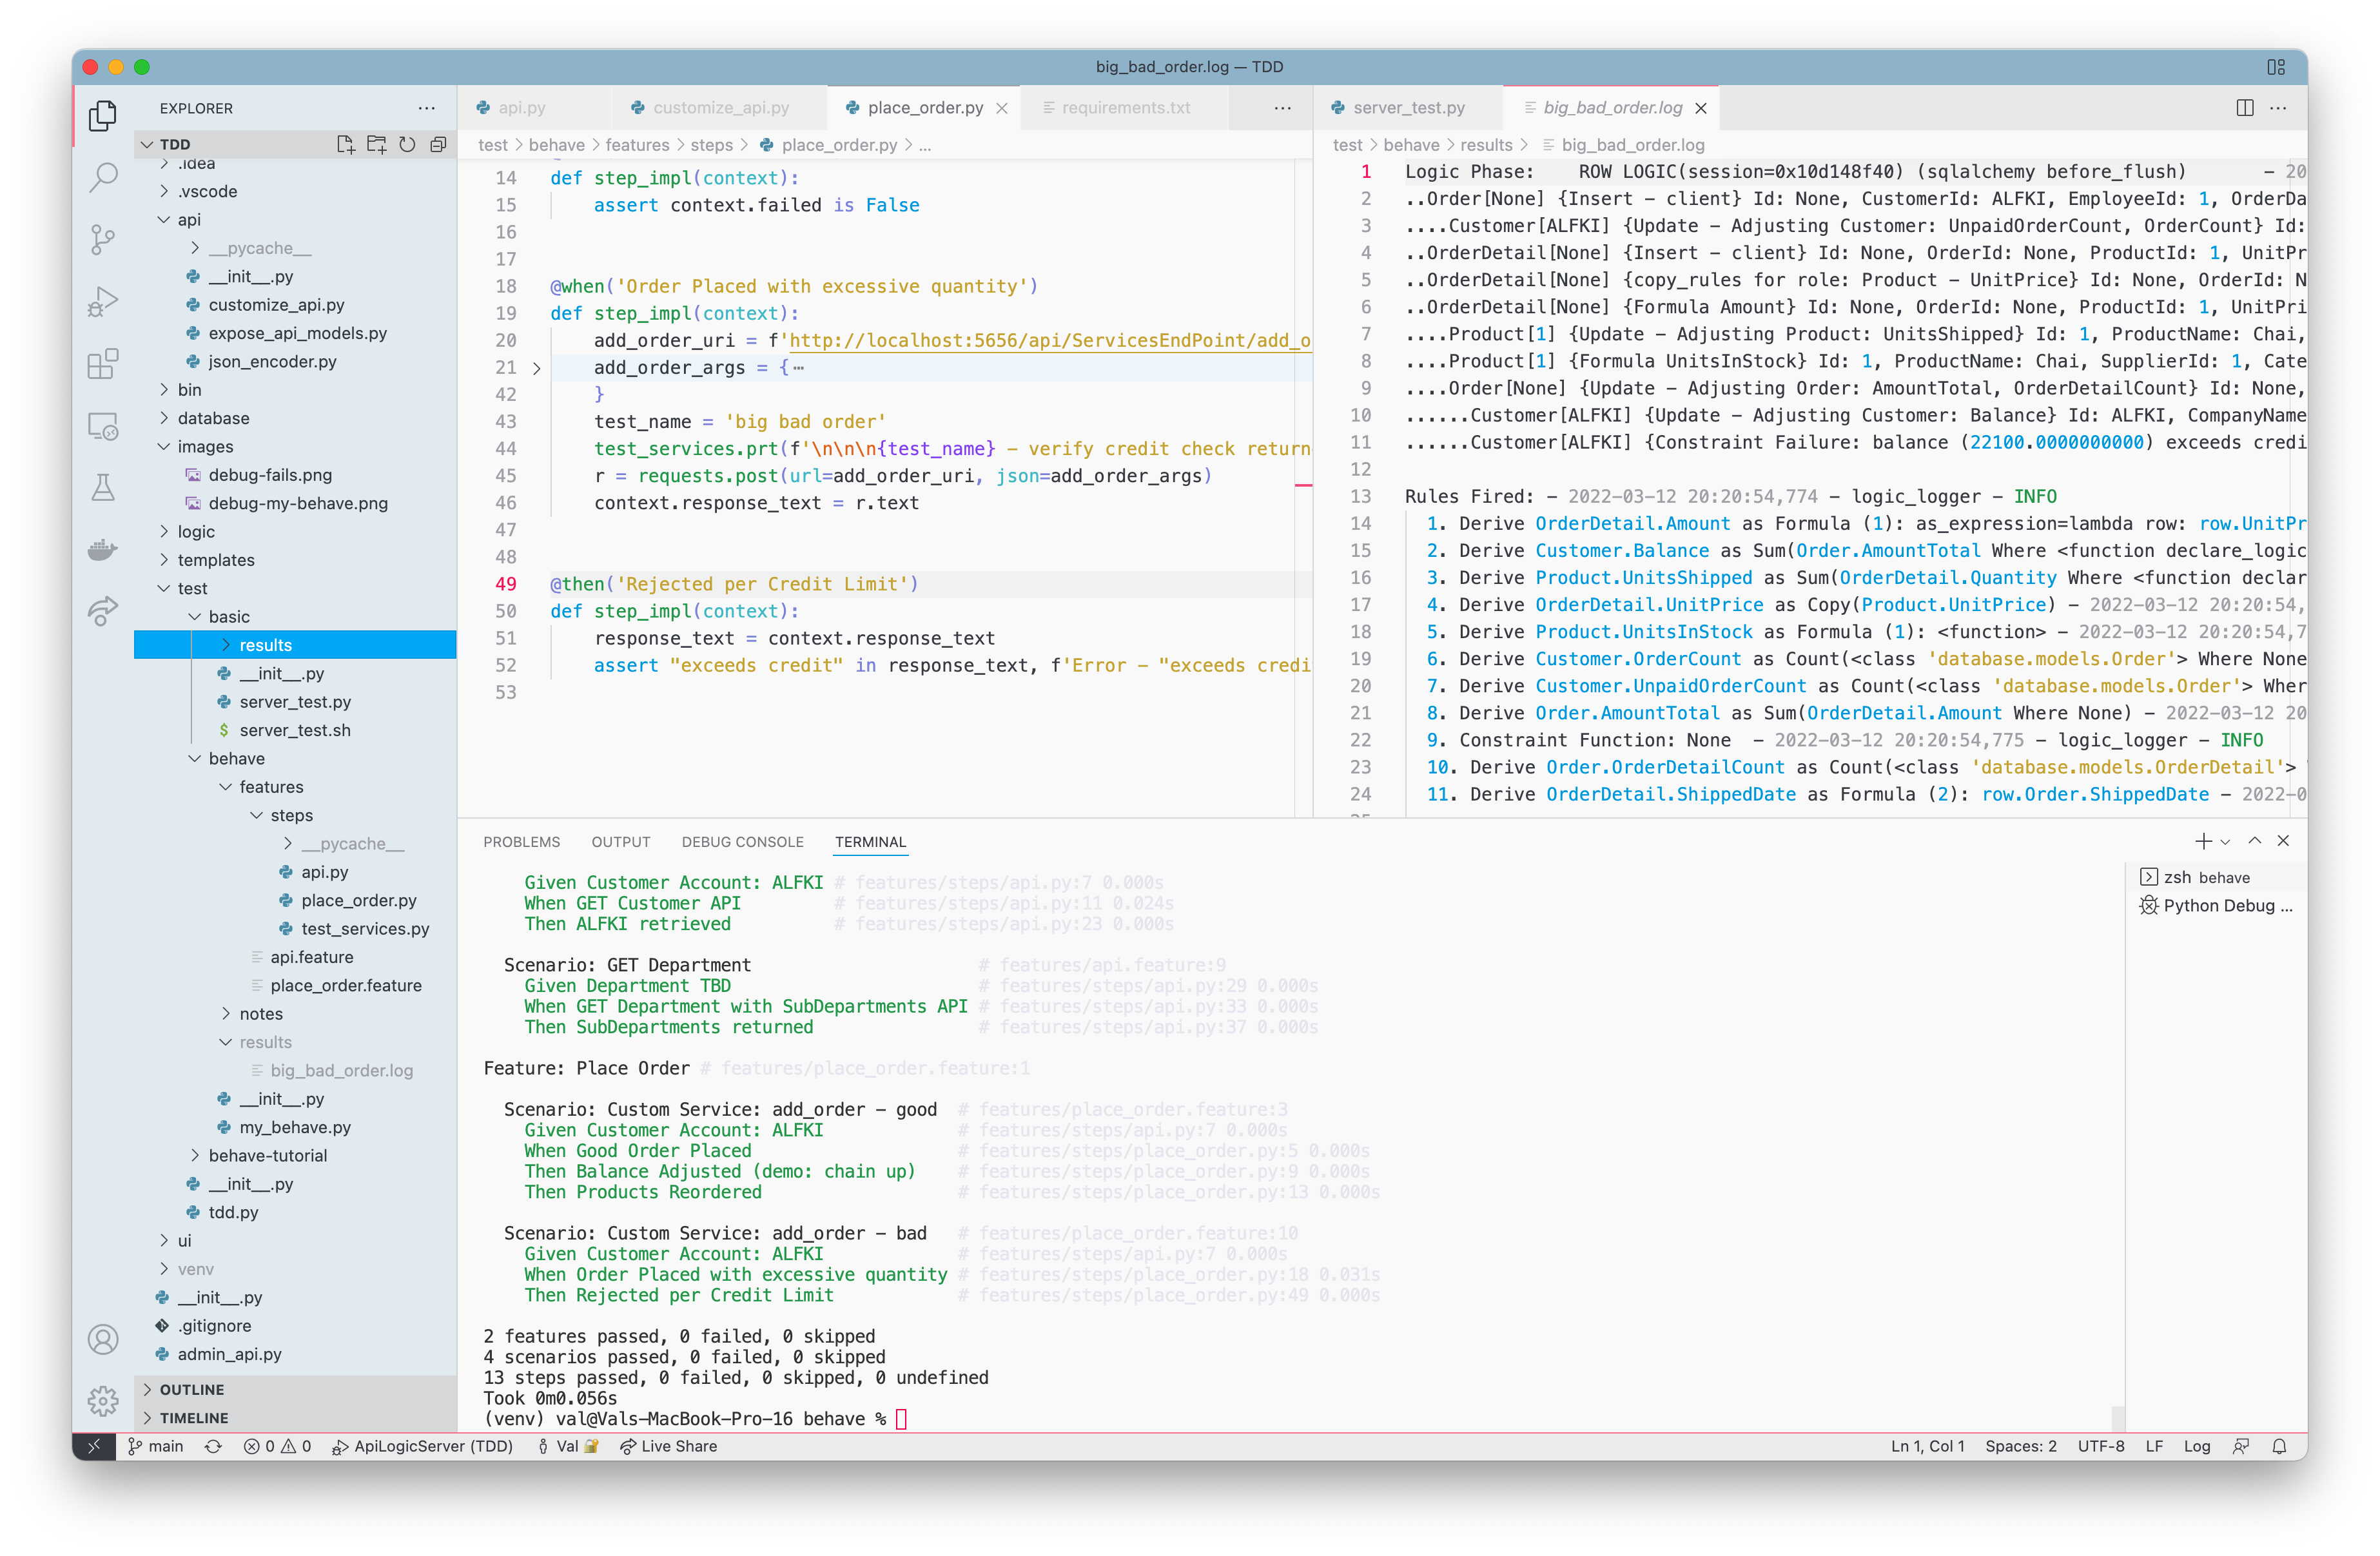 big_bad_order.log — TDD
EXPLORER
TDD
.idea
.vscode
api
__pycache__
__init__.py
customize_api.py
expose_api_models.py
json_encoder.py
bin
database
images
debug-fails.png
debug-my-behave.png
logic
templates
test
basic
results
__init__.py
server_test.py
server_test.sh
behave
features
steps
__pycache__
api.py
place_order.py
test_services.py
api.feature
place_order.feature
notes
results
big_bad_order.log
__init__.py
my_behave.py
behave-tutorial
__init__.py
tdd.py
ui
venv
__init__.py
.gitignore
admin_api.py
OUTLINE
TIMELINE
api.py customize_api.py place_order.py requirements.txt
test > behave > features > steps > place_order.py > ...
14 def step_impl(context):
15 assert context.failed is False
16
17
18 @when('Order Placed with excessive quantity')
19 def step_impl(context):
20 add_order_uri = f'http://localhost:5656/api/ServicesEndPoint/add_o
21 add_order_args = {…
42 }
43 test_name = 'big bad order'
44 test_services.prt(f'\n\n\n{test_name} - verify credit check return
45 r = requests.post(url=add_order_uri, json=add_order_args)
46 context.response_text = r.text
47
48
49 @then('Rejected per Credit Limit')
50 def step_impl(context):
51 response_text = context.response_text
52 assert "exceeds credit" in response_text, f'Error - "exceeds credi
53
server_test.py big_bad_order.log
test > behave > results > big_bad_order.log
1 Logic Phase: ROW LOGIC(session=0x10d148f40) (sqlalchemy before_flush) - 20
2 ..Order[None] {Insert - client} Id: None, CustomerId: ALFKI, EmployeeId: 1, OrderDa
3 ....Customer[ALFKI] {Update - Adjusting Customer: UnpaidOrderCount, OrderCount} Id:
4 ..OrderDetail[None] {Insert - client} Id: None, OrderId: None, ProductId: 1, UnitPr
5 ..OrderDetail[None] {copy_rules for role: Product - UnitPrice} Id: None, OrderId: N
6 ..OrderDetail[None] {Formula Amount} Id: None, OrderId: None, ProductId: 1, UnitPri
7 ....Product[1] {Update - Adjusting Product: UnitsShipped} Id: 1, ProductName: Chai,
8 ....Product[1] {Formula UnitsInStock} Id: 1, ProductName: Chai, SupplierId: 1, Cate
9 ....Order[None] {Update - Adjusting Order: AmountTotal, OrderDetailCount} Id: None,
10 ......Customer[ALFKI] {Update - Adjusting Customer: Balance} Id: ALFKI, CompanyName
11 ......Customer[ALFKI] {Constraint Failure: balance (22100.0000000000) exceeds credi
12
13 Rules Fired: - 2022-03-12 20:20:54,774 - logic_logger - INFO
14 1. Derive OrderDetail.Amount as Formula (1): as_expression=lambda row: row.UnitPr
15 2. Derive Customer.Balance as Sum(Order.AmountTotal Where <function declare_logic
16 3. Derive Product.UnitsShipped as Sum(OrderDetail.Quantity Where <function declar
17 4. Derive OrderDetail.UnitPrice as Copy(Product.UnitPrice) - 2022-03-12 20:20:54,
18 5. Derive Product.UnitsInStock as Formula (1): <function> - 2022-03-12 20:20:54,7
19 6. Derive Customer.OrderCount as Count(<class 'database.models.Order'> Where None
20 7. Derive Customer.UnpaidOrderCount as Count(<class 'database.models.Order'> Wher
21 8. Derive Order.AmountTotal as Sum(OrderDetail.Amount Where None) - 2022-03-12 20
22 9. Constraint Function: None - 2022-03-12 20:20:54,775 - logic_logger - INFO
23 10. Derive Order.OrderDetailCount as Count(<class 'database.models.OrderDetail'>
24 11. Derive OrderDetail.ShippedDate as Formula (2): row.Order.ShippedDate - 2022-0
PROBLEMS OUTPUT DEBUG CONSOLE TERMINAL
Given Customer Account: ALFKI # features/steps/api.py:7 0.000s
When GET Customer API # features/steps/api.py:11 0.024s
Then ALFKI retrieved # features/steps/api.py:23 0.000s
Scenario: GET Department # features/api.feature:9
Given Department TBD # features/steps/api.py:29 0.000s
When GET Department with SubDepartments API # features/steps/api.py:33 0.000s
Then SubDepartments returned # features/steps/api.py:37 0.000s
Feature: Place Order # features/place_order.feature:1
Scenario: Custom Service: add_order - good # features/place_order.feature:3
Given Customer Account: ALFKI # features/steps/api.py:7 0.000s
When Good Order Placed # features/steps/place_order.py:5 0.000s
Then Balance Adjusted (demo: chain up) # features/steps/place_order.py:9 0.000s
Then Products Reordered # features/steps/place_order.py:13 0.000s
Scenario: Custom Service: add_order - bad # features/place_order.feature:10
Given Customer Account: ALFKI # features/steps/api.py:7 0.000s
When Order Placed with excessive quantity # features/steps/place_order.py:18 0.031s
Then Rejected per Credit Limit # features/steps/place_order.py:49 0.000s
2 features passed, 0 failed, 0 skipped
4 scenarios passed, 0 failed, 0 skipped
13 steps passed, 0 failed, 0 skipped, 0 undefined
Took 0m0.056s
(venv) val@Vals-MacBook-Pro-16 behave %
zsh behave
Python Debug ...
main 0 0 ApiLogicServer (TDD) Val Live Share Ln 1, Col 1 Spaces: 2 UTF-8 LF Log